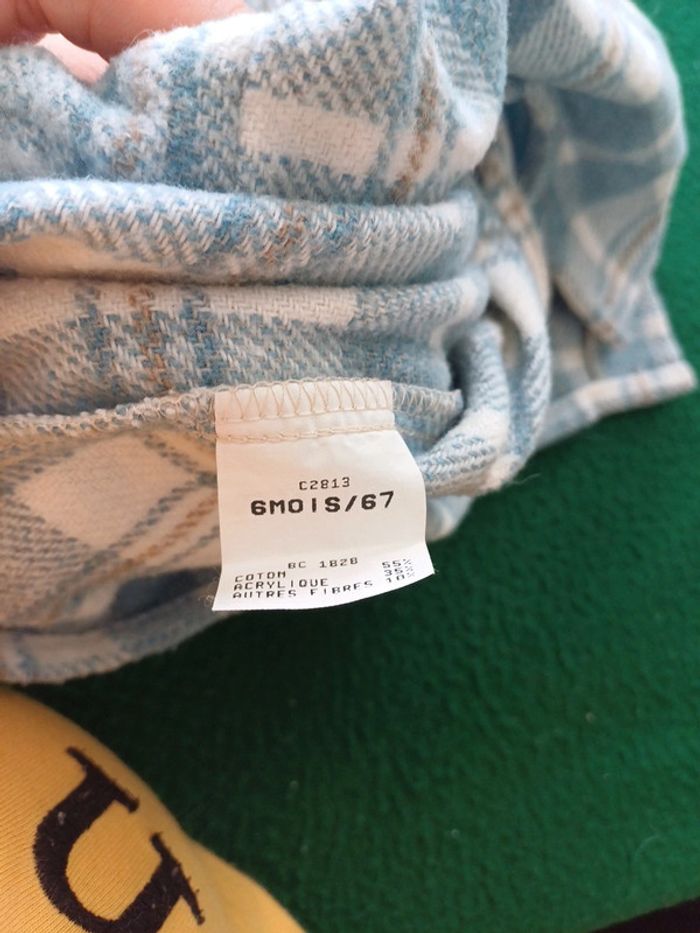 C2813
6MOIS/67
BC 1828
COTON 55%
ACRYLIQUE 35%
AUTRES FIBRES 10%
U